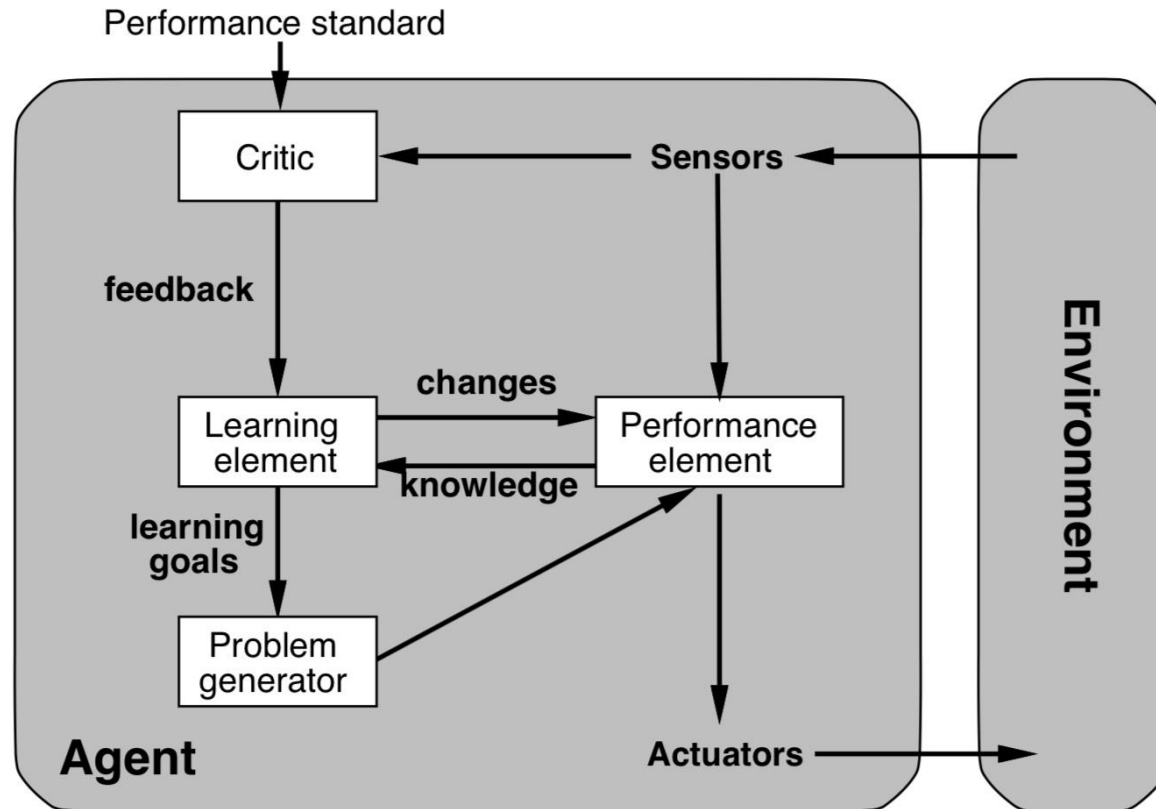 Performance standard
Critic
Sensors
feedback
changes
Learning
element
Performance
element
knowledge
learning
goals
Problem
generator
Agent
Actuators
Environment